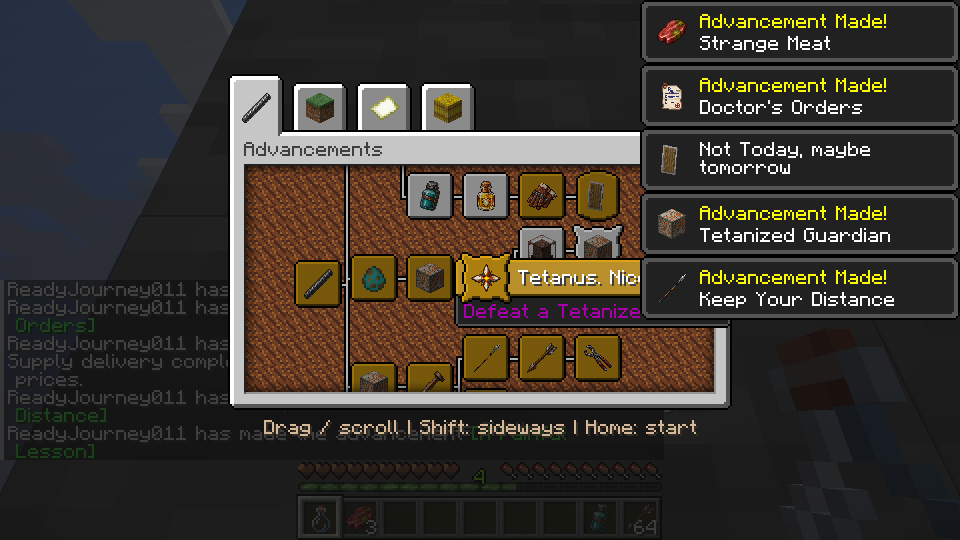 Advancement Made!
Strange Meat
Advancement Made!
Doctor's Orders
Not Today, maybe
tomorrow
Advancement Made!
Tetanized Guardian
Advancement Made!
Keep Your Distance
Advancements
Tetanus. Nic
Defeat a Tetanize
ReadyJourney011 has
ReadyJourney011 has
Orders]
ReadyJourney011 has
Supply delivery compl
prices.
ReadyJourney011 has
Distance]
ReadyJourney011 has made the advancement
Lesson]
Drag / scroll | Shift: sideways | Home: start
4
3
64